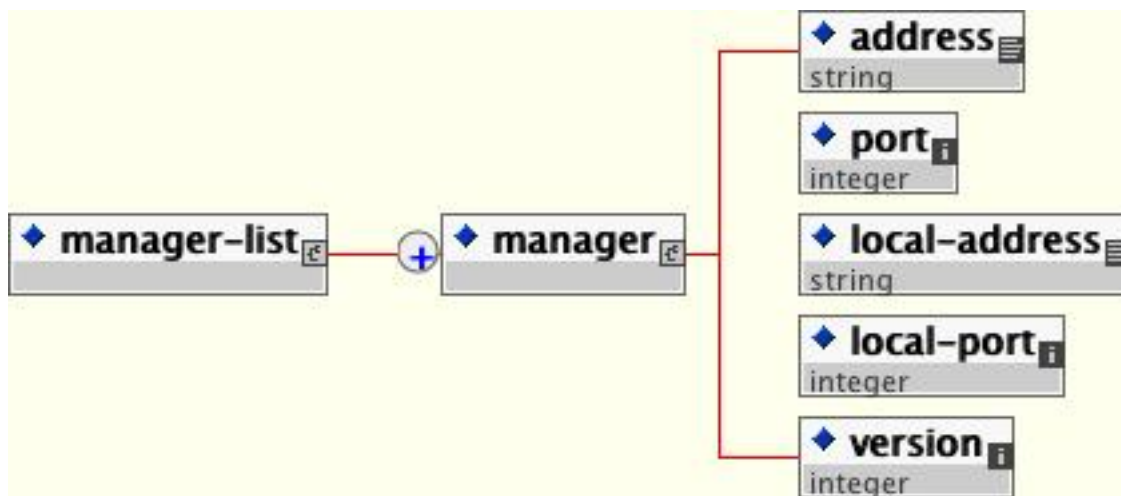 manager-list
manager
address
string
port
integer
local-address
string
local-port
integer
version
integer